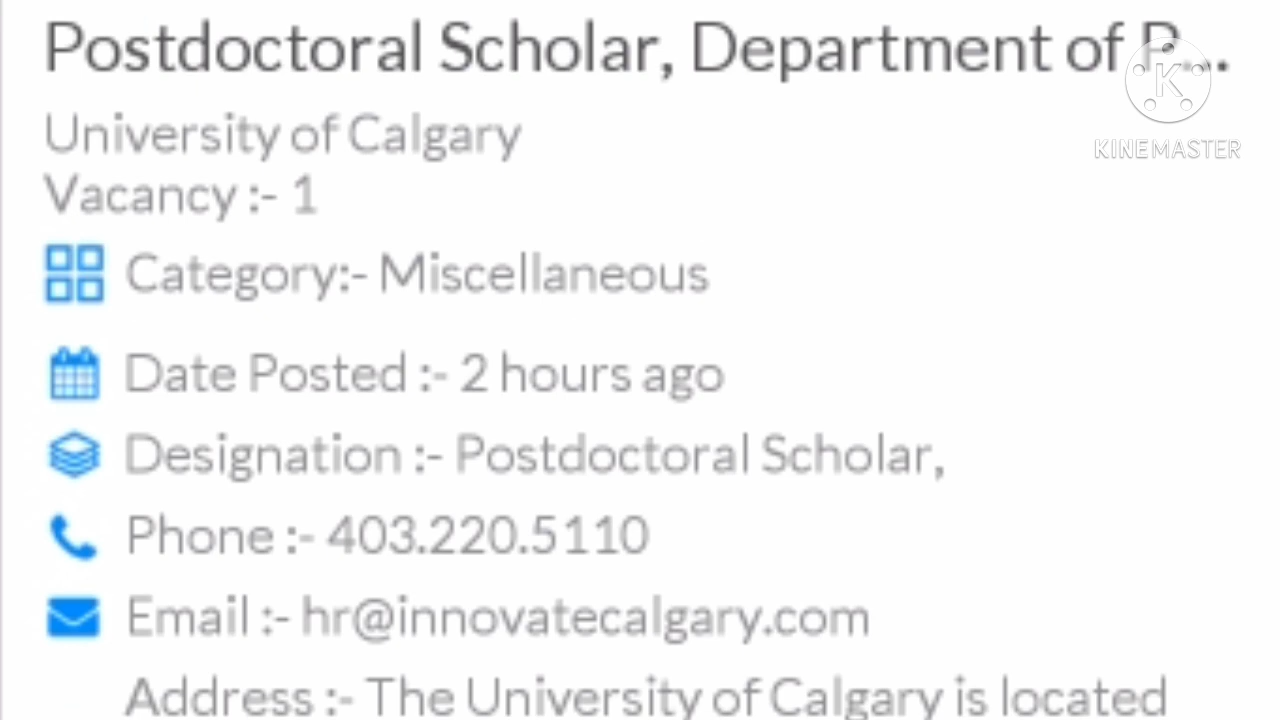 Postdoctoral Scholar, Department of P...
University of Calgary
Vacancy :- 1
Category:- Miscellaneous
Date Posted :- 2 hours ago
Designation :- Postdoctoral Scholar,
Phone :- 403.220.5110
Email :- hr@innovatecalgary.com
Address :- The University of Calgary is located
K
KINEMASTER